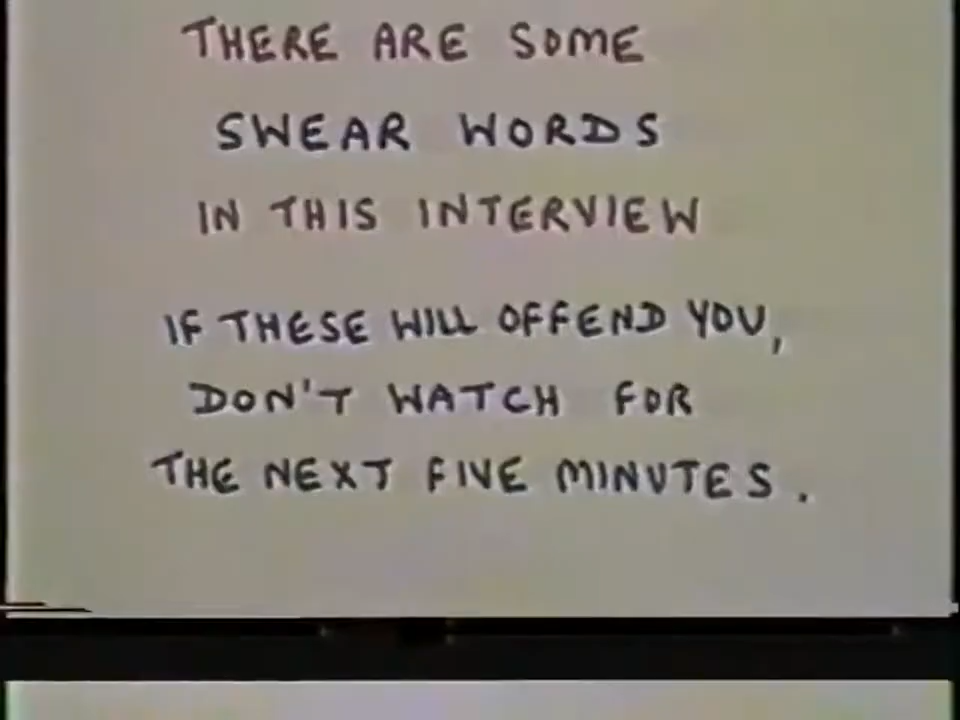 THERE ARE SOME
SWEAR WORDS
IN THIS INTERVIEW
IF THESE WILL OFFEND YOU,
DON'T WATCH FOR
THE NEXT FIVE MINUTES.